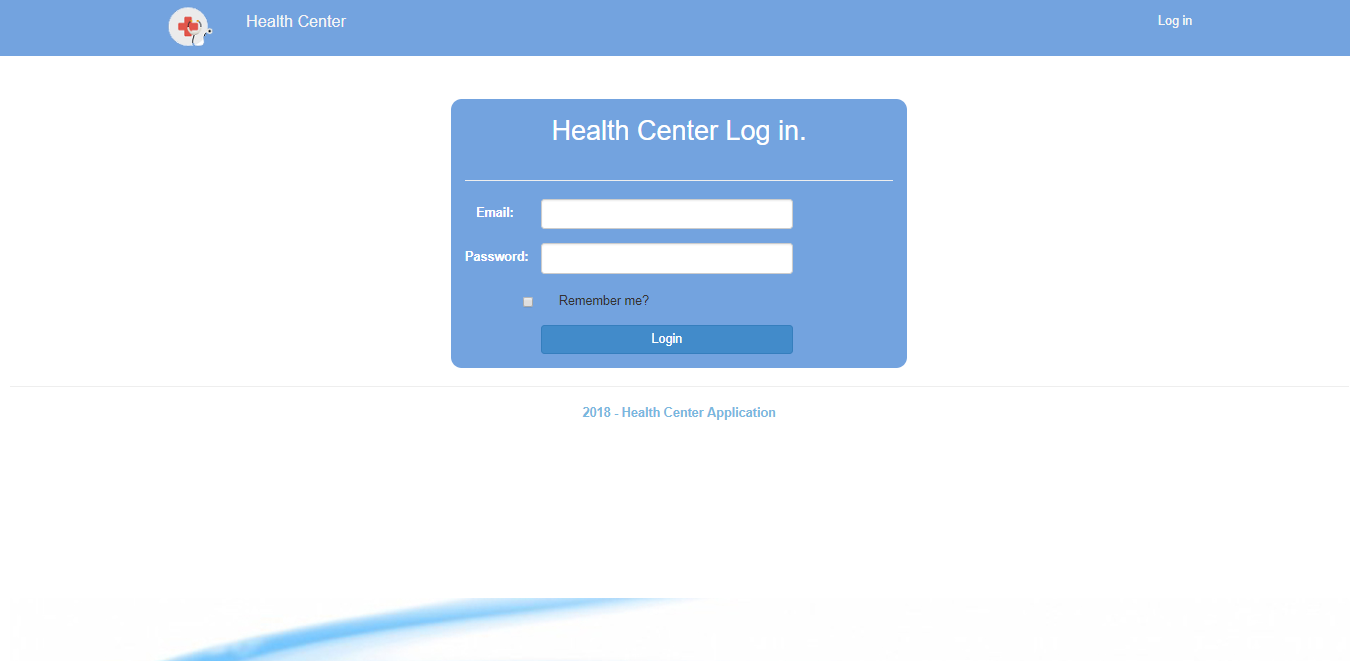 Health Center
Log in
Health Center Log in.
Email:
Password:
Remember me?
Login
2018 - Health Center Application